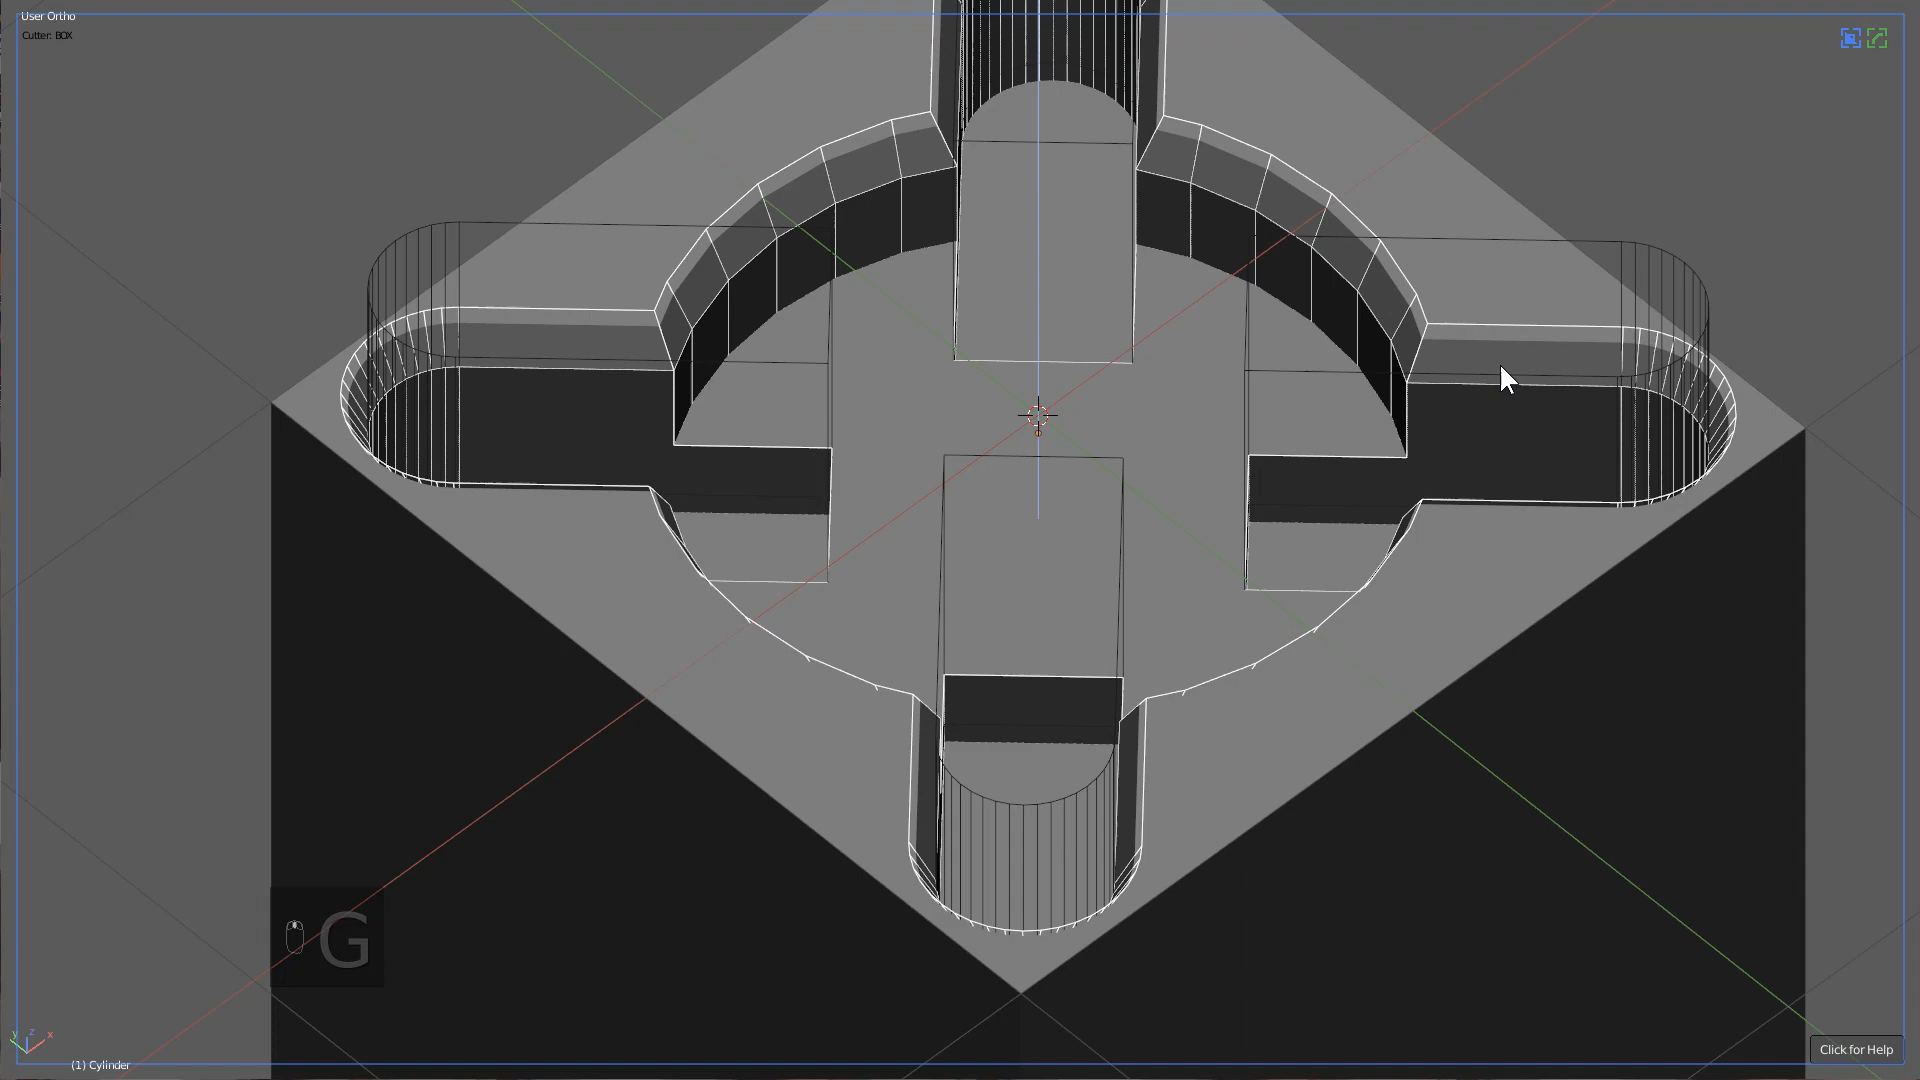 User Ortho
Cutter: BOX
G
y z x
(1) Cylinder
Click for Help